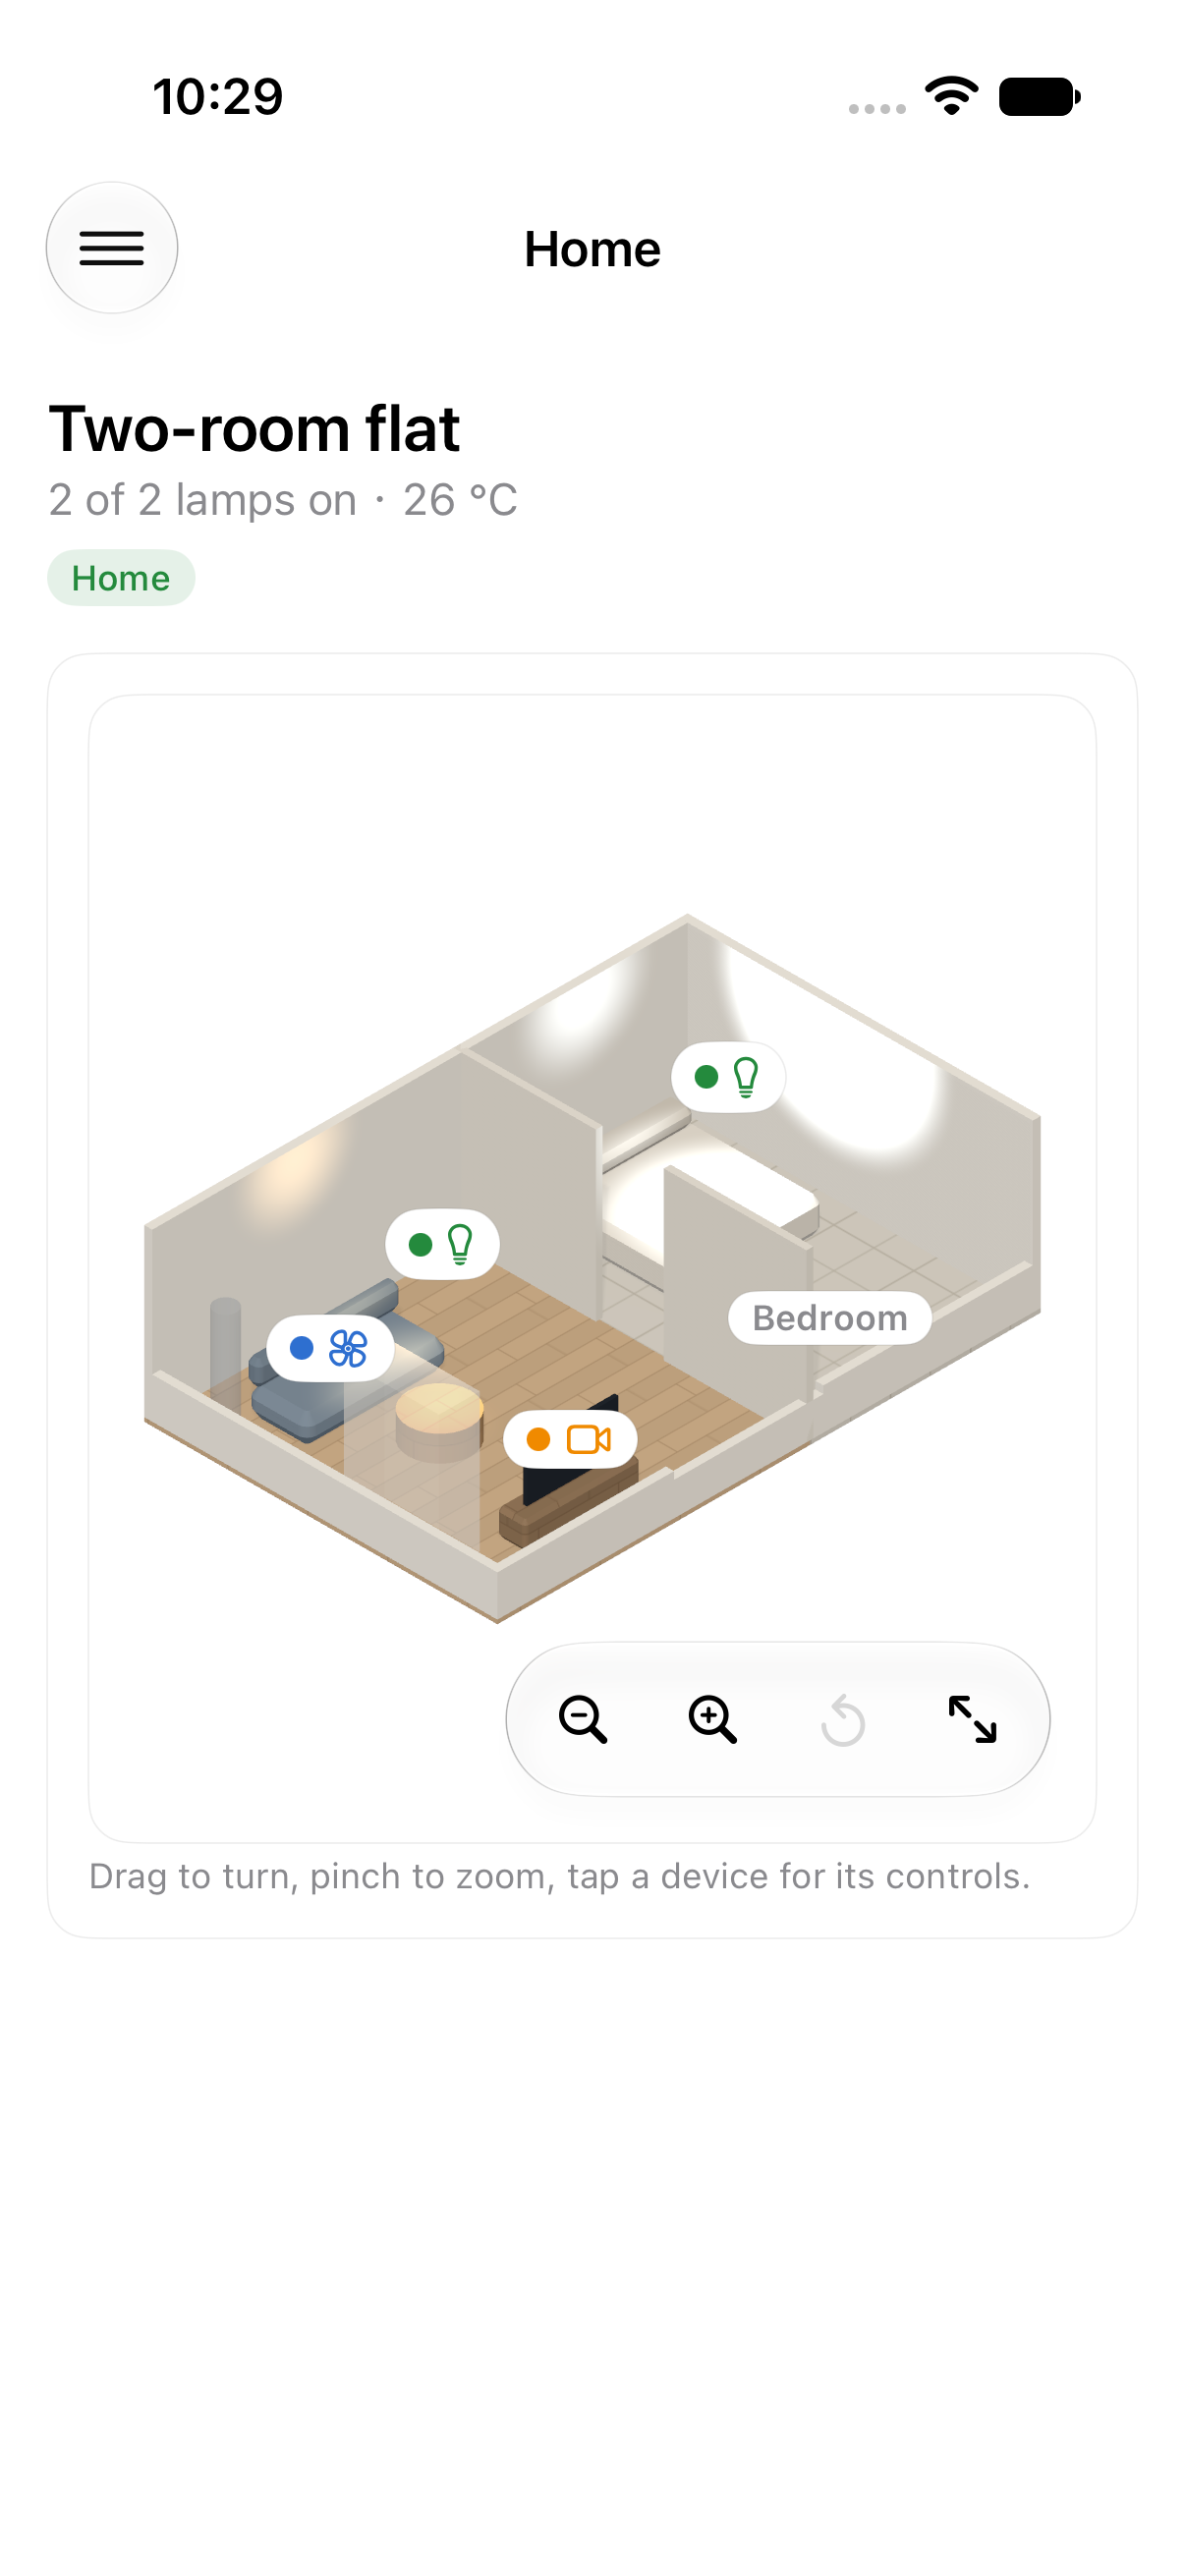 10:29
Home
Two-room flat
2 of 2 lamps on · 26 °C
Home
Bedroom
Drag to turn, pinch to zoom, tap a device for its controls.